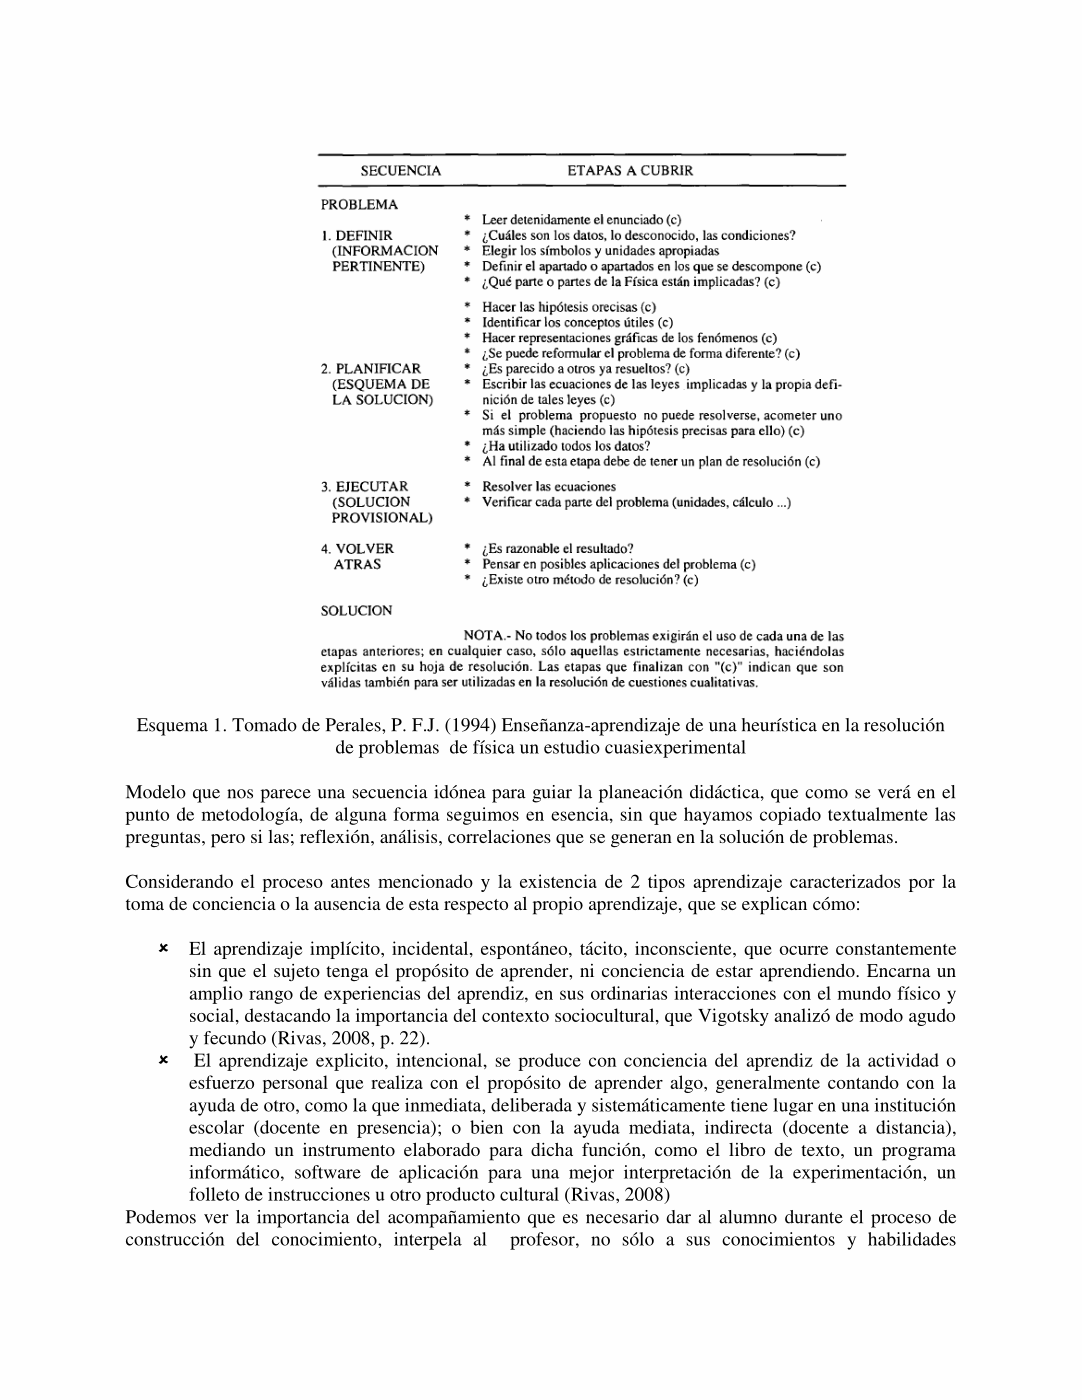 SECUENCIA ETAPAS A CUBRIR
PROBLEMA
* Leer detenidamente el enunciado (c)
1. DEFINIR * ¿Cuáles son los datos, lo desconocido, las condiciones?
(INFORMACION * Elegir los símbolos y unidades apropiadas
PERTINENTE) * Definir el apartado o apartados en los que se descompone (c)
* ¿Qué parte o partes de la Física están implicadas? (c)
* Hacer las hipótesis orecisas (c)
* Identificar los conceptos útiles (c)
* Hacer representaciones gráficas de los fenómenos (c)
* ¿Se puede reformular el problema de forma diferente? (c)
2. PLANIFICAR * ¿Es parecido a otros ya resueltos? (c)
(ESQUEMA DE * Escribir las ecuaciones de las leyes implicadas y la propia defi-
LA SOLUCION) nición de tales leyes (c)
* Si el problema propuesto no puede resolverse, acometer uno
más simple (haciendo las hipótesis precisas para ello) (c)
* ¿Ha utilizado todos los datos?
* Al final de esta etapa debe de tener un plan de resolución (c)
3. EJECUTAR * Resolver las ecuaciones
(SOLUCION * Verificar cada parte del problema (unidades, cálculo ...)
PROVISIONAL)
4. VOLVER * ¿Es razonable el resultado?
ATRAS * Pensar en posibles aplicaciones del problema (c)
* ¿Existe otro método de resolución? (c)
SOLUCION
NOTA.- No todos los problemas exigirán el uso de cada una de las
etapas anteriores; en cualquier caso, sólo aquellas estrictamente necesarias, haciéndolas
explícitas en su hoja de resolución. Las etapas que finalizan con "(c)" indican que son
válidas también para ser utilizadas en la resolución de cuestiones cualitativas.
Esquema 1. Tomado de Perales, P. F.J. (1994) Enseñanza-aprendizaje de una heurística en la resolución
de problemas de física un estudio cuasiexperimental
Modelo que nos parece una secuencia idónea para guiar la planeación didáctica, que como se verá en el
punto de metodología, de alguna forma seguimos en esencia, sin que hayamos copiado textualmente las
preguntas, pero si las; reflexión, análisis, correlaciones que se generan en la solución de problemas.
Considerando el proceso antes mencionado y la existencia de 2 tipos aprendizaje caracterizados por la
toma de conciencia o la ausencia de esta respecto al propio aprendizaje, que se explican cómo:
× El aprendizaje implícito, incidental, espontáneo, tácito, inconsciente, que ocurre constantemente
sin que el sujeto tenga el propósito de aprender, ni conciencia de estar aprendiendo. Encarna un
amplio rango de experiencias del aprendiz, en sus ordinarias interacciones con el mundo físico y
social, destacando la importancia del contexto sociocultural, que Vigotsky analizó de modo agudo
y fecundo (Rivas, 2008, p. 22).
× El aprendizaje explicito, intencional, se produce con conciencia del aprendiz de la actividad o
esfuerzo personal que realiza con el propósito de aprender algo, generalmente contando con la
ayuda de otro, como la que inmediata, deliberada y sistemáticamente tiene lugar en una institución
escolar (docente en presencia); o bien con la ayuda mediata, indirecta (docente a distancia),
mediando un instrumento elaborado para dicha función, como el libro de texto, un programa
informático, software de aplicación para una mejor interpretación de la experimentación, un
folleto de instrucciones u otro producto cultural (Rivas, 2008)
Podemos ver la importancia del acompañamiento que es necesario dar al alumno durante el proceso de
construcción del conocimiento, interpela al profesor, no sólo a sus conocimientos y habilidades